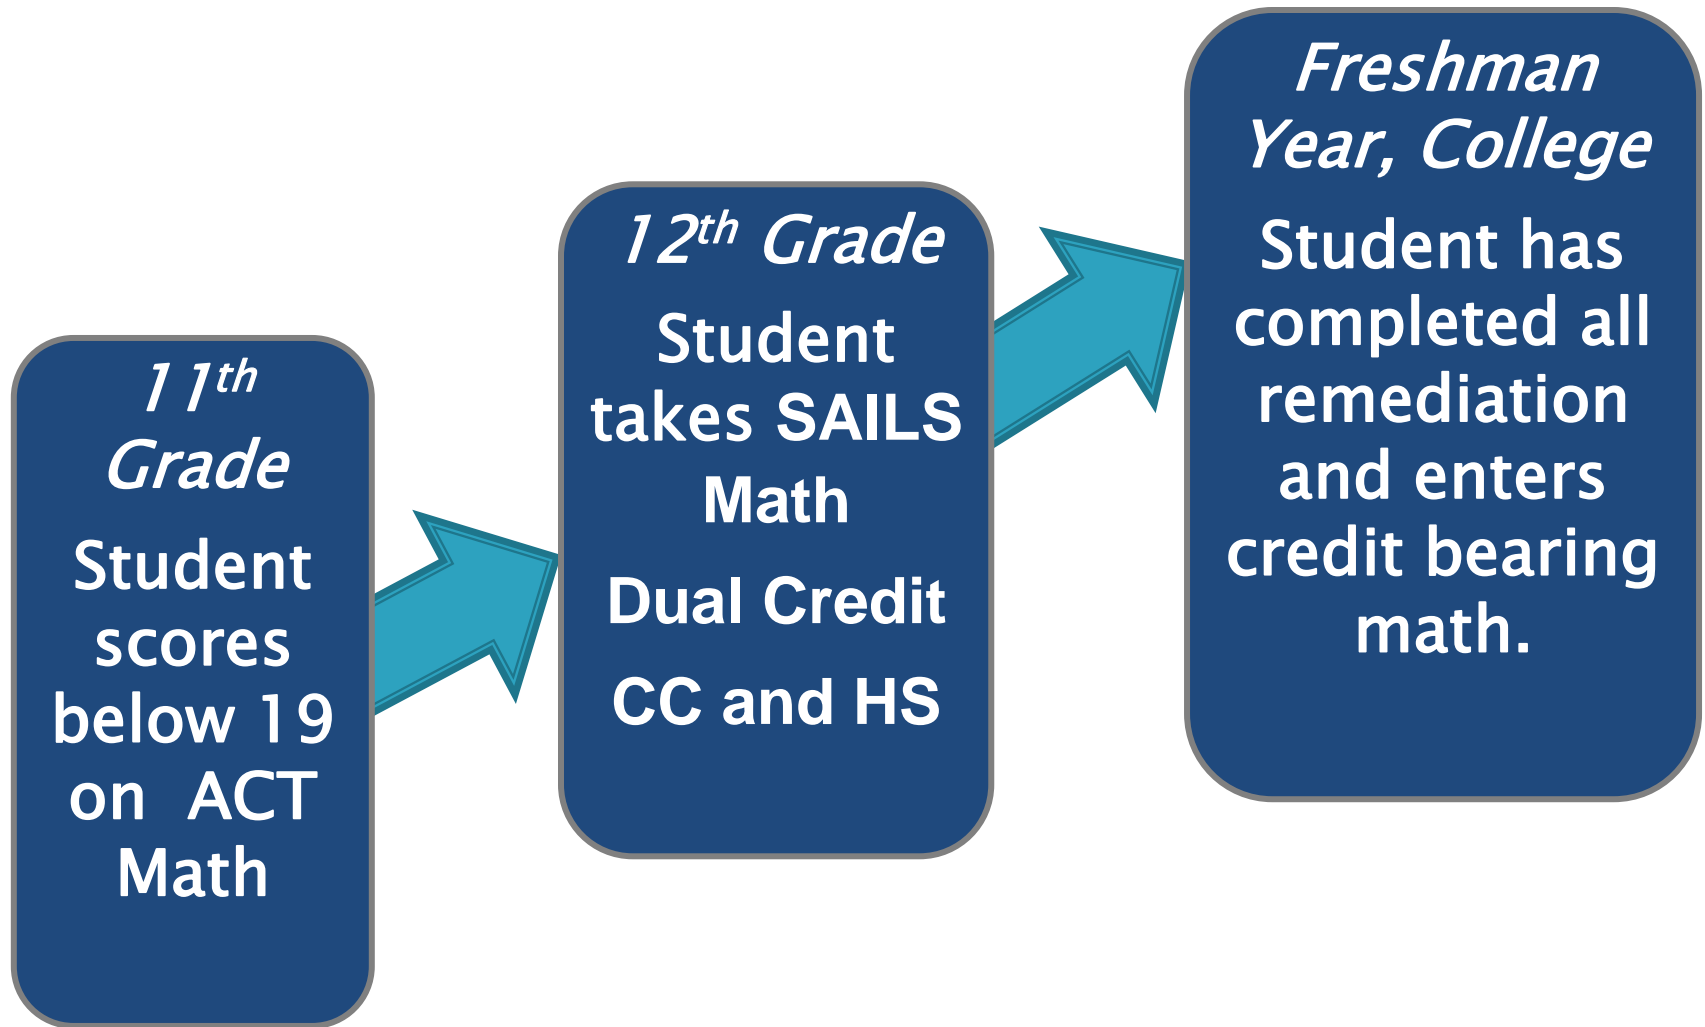 11th
Grade
Student
scores
below 19
on ACT
Math
12th Grade
Student
takes SAILS
Math
Dual Credit
CC and HS
Freshman
Year, College
Student has
completed all
remediation
and enters
credit bearing
math.